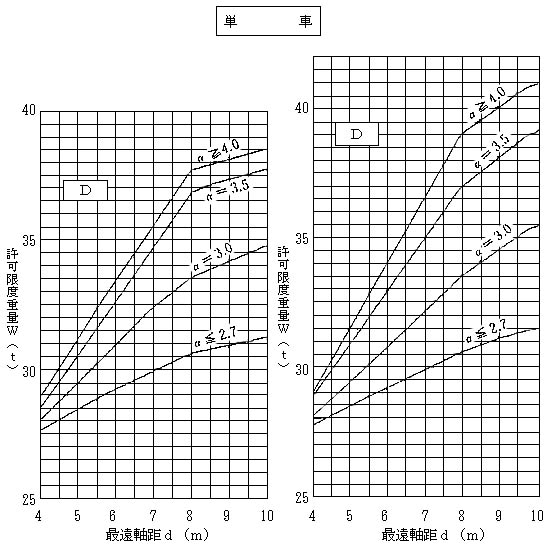 単 車
40
35
30
25
許可限度重量W(t)
D
α≧4.0
α=3.5
α=3.0
α≦2.7
4 5 6 7 8 9 10
最遠軸距d(m)
40
35
30
25
許可限度重量W(t)
D
α≧4.0
α=3.5
α=3.0
α≦2.7
4 5 6 7 8 9 10
最遠軸距d(m)